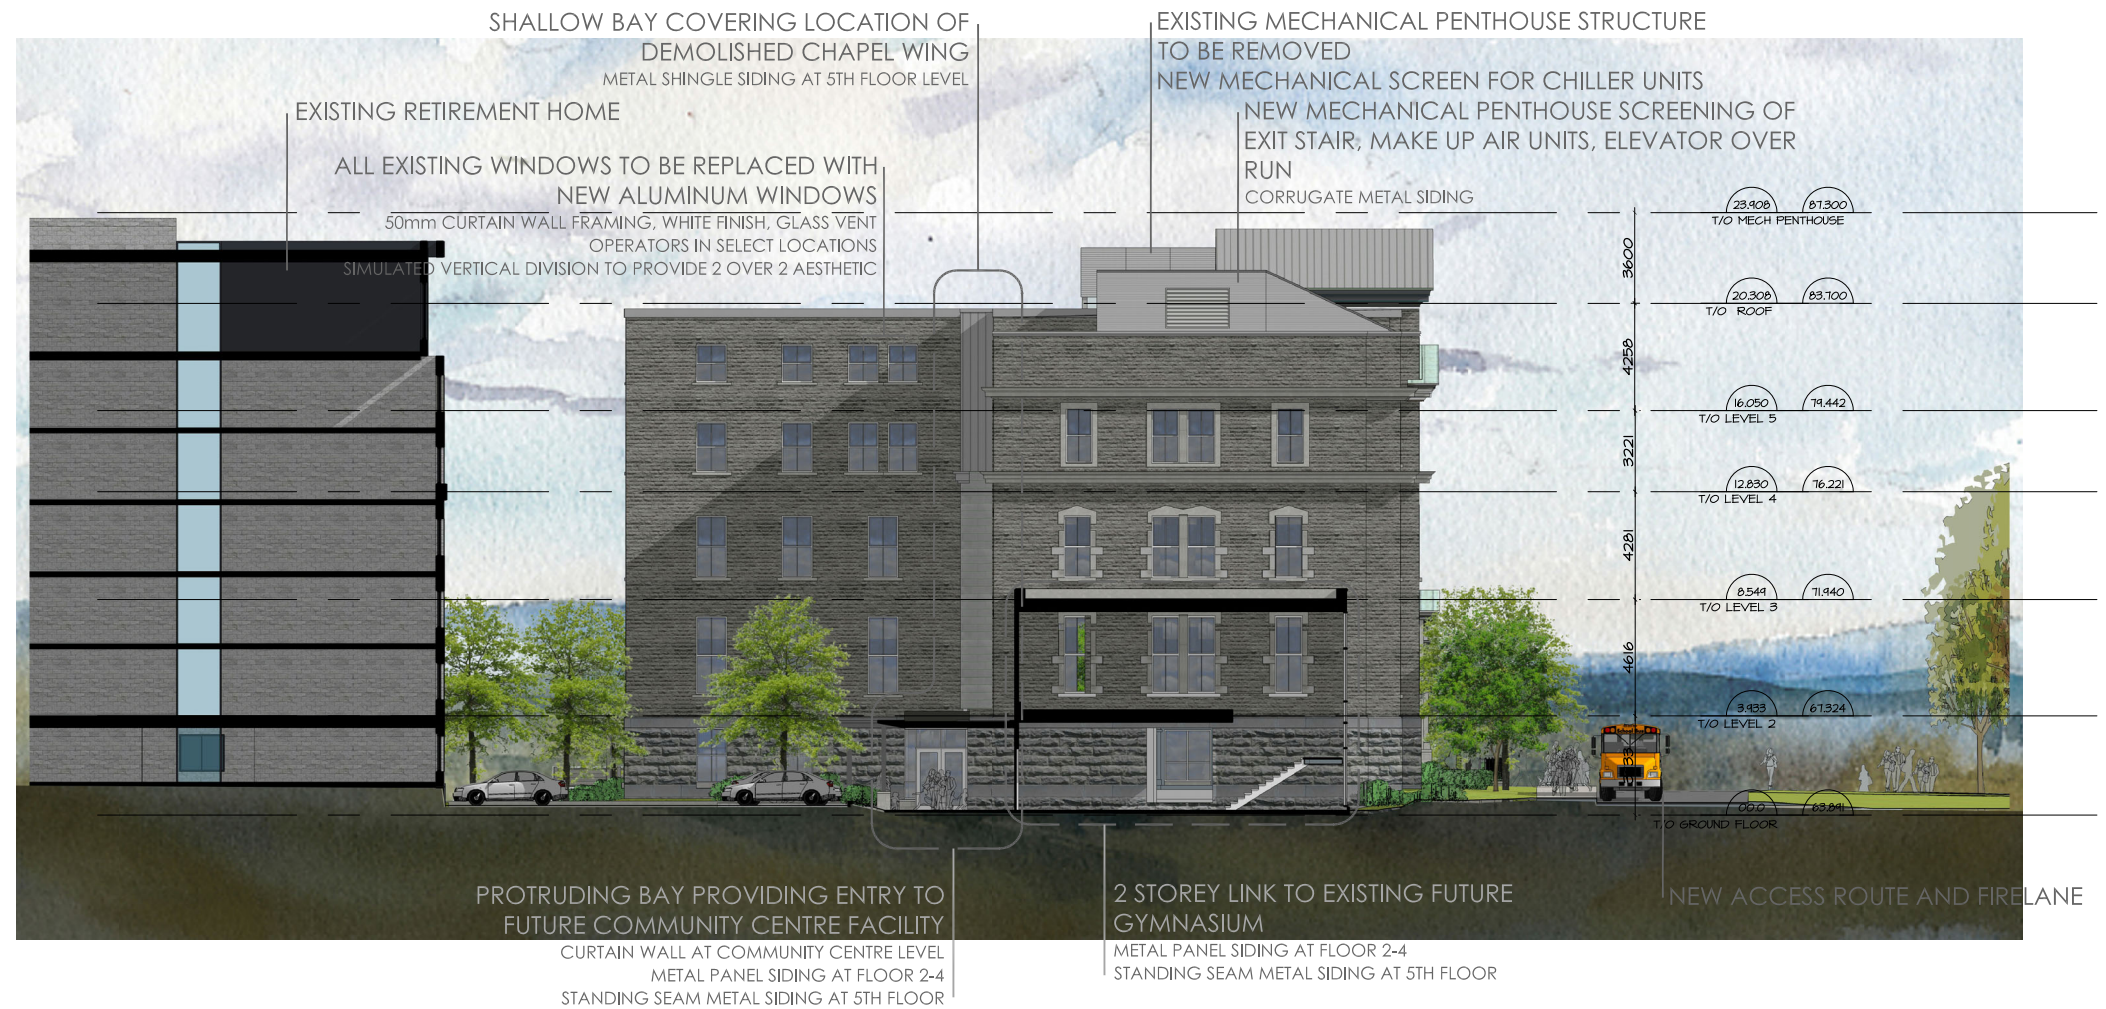 SHALLOW BAY COVERING LOCATION OF
DEMOLISHED CHAPEL WING
METAL SHINGLE SIDING AT 5TH FLOOR LEVEL
EXISTING MECHANICAL PENTHOUSE STRUCTURE
TO BE REMOVED
NEW MECHANICAL SCREEN FOR CHILLER UNITS
NEW MECHANICAL PENTHOUSE SCREENING OF
EXIT STAIR, MAKE UP AIR UNITS, ELEVATOR OVER
RUN
CORRUGATE METAL SIDING
EXISTING RETIREMENT HOME
ALL EXISTING WINDOWS TO BE REPLACED WITH
NEW ALUMINUM WINDOWS
50mm CURTAIN WALL FRAMING, WHITE FINISH, GLASS VENT
OPERATORS IN SELECT LOCATIONS
SIMULATED VERTICAL DIVISION TO PROVIDE 2 OVER 2 AESTHETIC
23.908 87.300
T/O MECH PENTHOUSE
3600
20.308 83.700
T/O ROOF
4258
16.050 79.442
T/O LEVEL 5
3221
12.830 76.221
T/O LEVEL 4
4281
8.549 71.940
T/O LEVEL 3
4616
3.933 67.324
T/O LEVEL 2
00.0 63.891
T/O GROUND FLOOR
PROTRUDING BAY PROVIDING ENTRY TO
FUTURE COMMUNITY CENTRE FACILITY
CURTAIN WALL AT COMMUNITY CENTRE LEVEL
METAL PANEL SIDING AT FLOOR 2-4
STANDING SEAM METAL SIDING AT 5TH FLOOR
2 STOREY LINK TO EXISTING FUTURE
GYMNASIUM
METAL PANEL SIDING AT FLOOR 2-4
STANDING SEAM METAL SIDING AT 5TH FLOOR
NEW ACCESS ROUTE AND FIRELANE